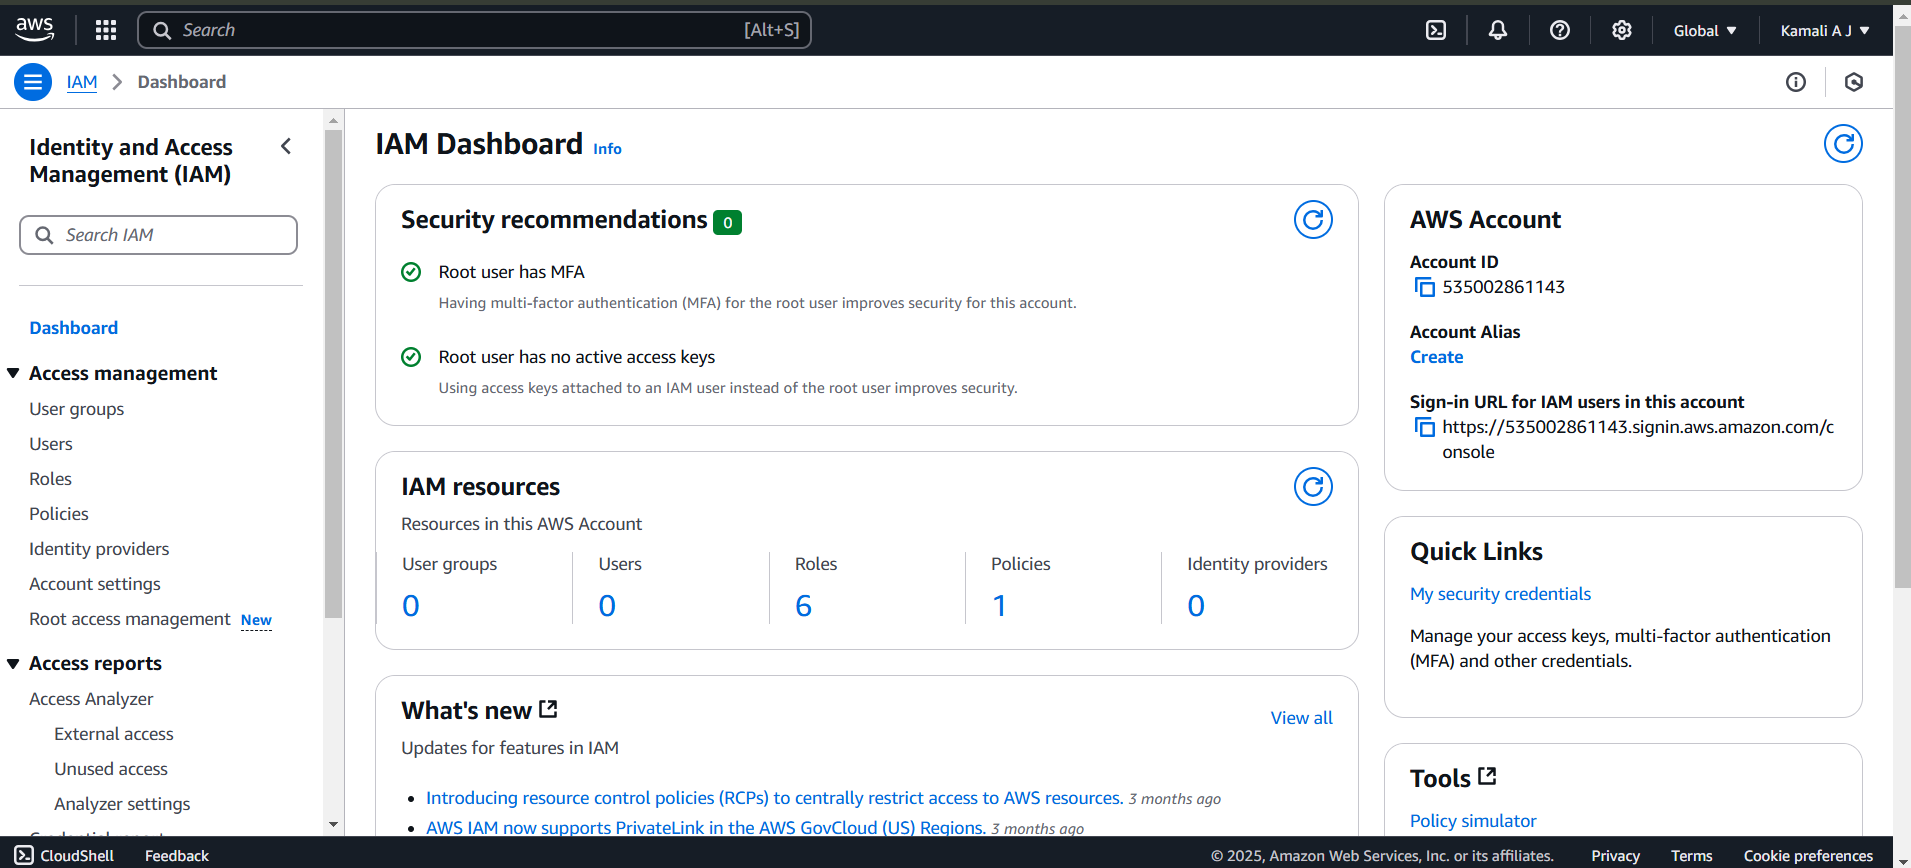 aws
Search [Alt+S]
Global
Kamali A J
IAM
Dashboard
Identity and Access
Management (IAM)
Search IAM
Dashboard
Access management
User groups
Users
Roles
Policies
Identity providers
Account settings
Root access management New
Access reports
Access Analyzer
External access
Unused access
Analyzer settings
IAM Dashboard Info
Security recommendations 0
Root user has MFA
Having multi-factor authentication (MFA) for the root user improves security for this account.
Root user has no active access keys
Using access keys attached to an IAM user instead of the root user improves security.
IAM resources
Resources in this AWS Account
User groups
0
Users
0
Roles
6
Policies
1
Identity providers
0
What's new
View all
Updates for features in IAM
Introducing resource control policies (RCPs) to centrally restrict access to AWS resources. 3 months ago
AWS IAM now supports PrivateLink in the AWS GovCloud (US) Regions. 3 months ago
AWS Account
Account ID
535002861143
Account Alias
Create
Sign-in URL for IAM users in this account
https://535002861143.signin.aws.amazon.com/c
onsole
Quick Links
My security credentials
Manage your access keys, multi-factor authentication
(MFA) and other credentials.
Tools
Policy simulator
CloudShell
Feedback
© 2025, Amazon Web Services, Inc. or its affiliates.
Privacy
Terms
Cookie preferences